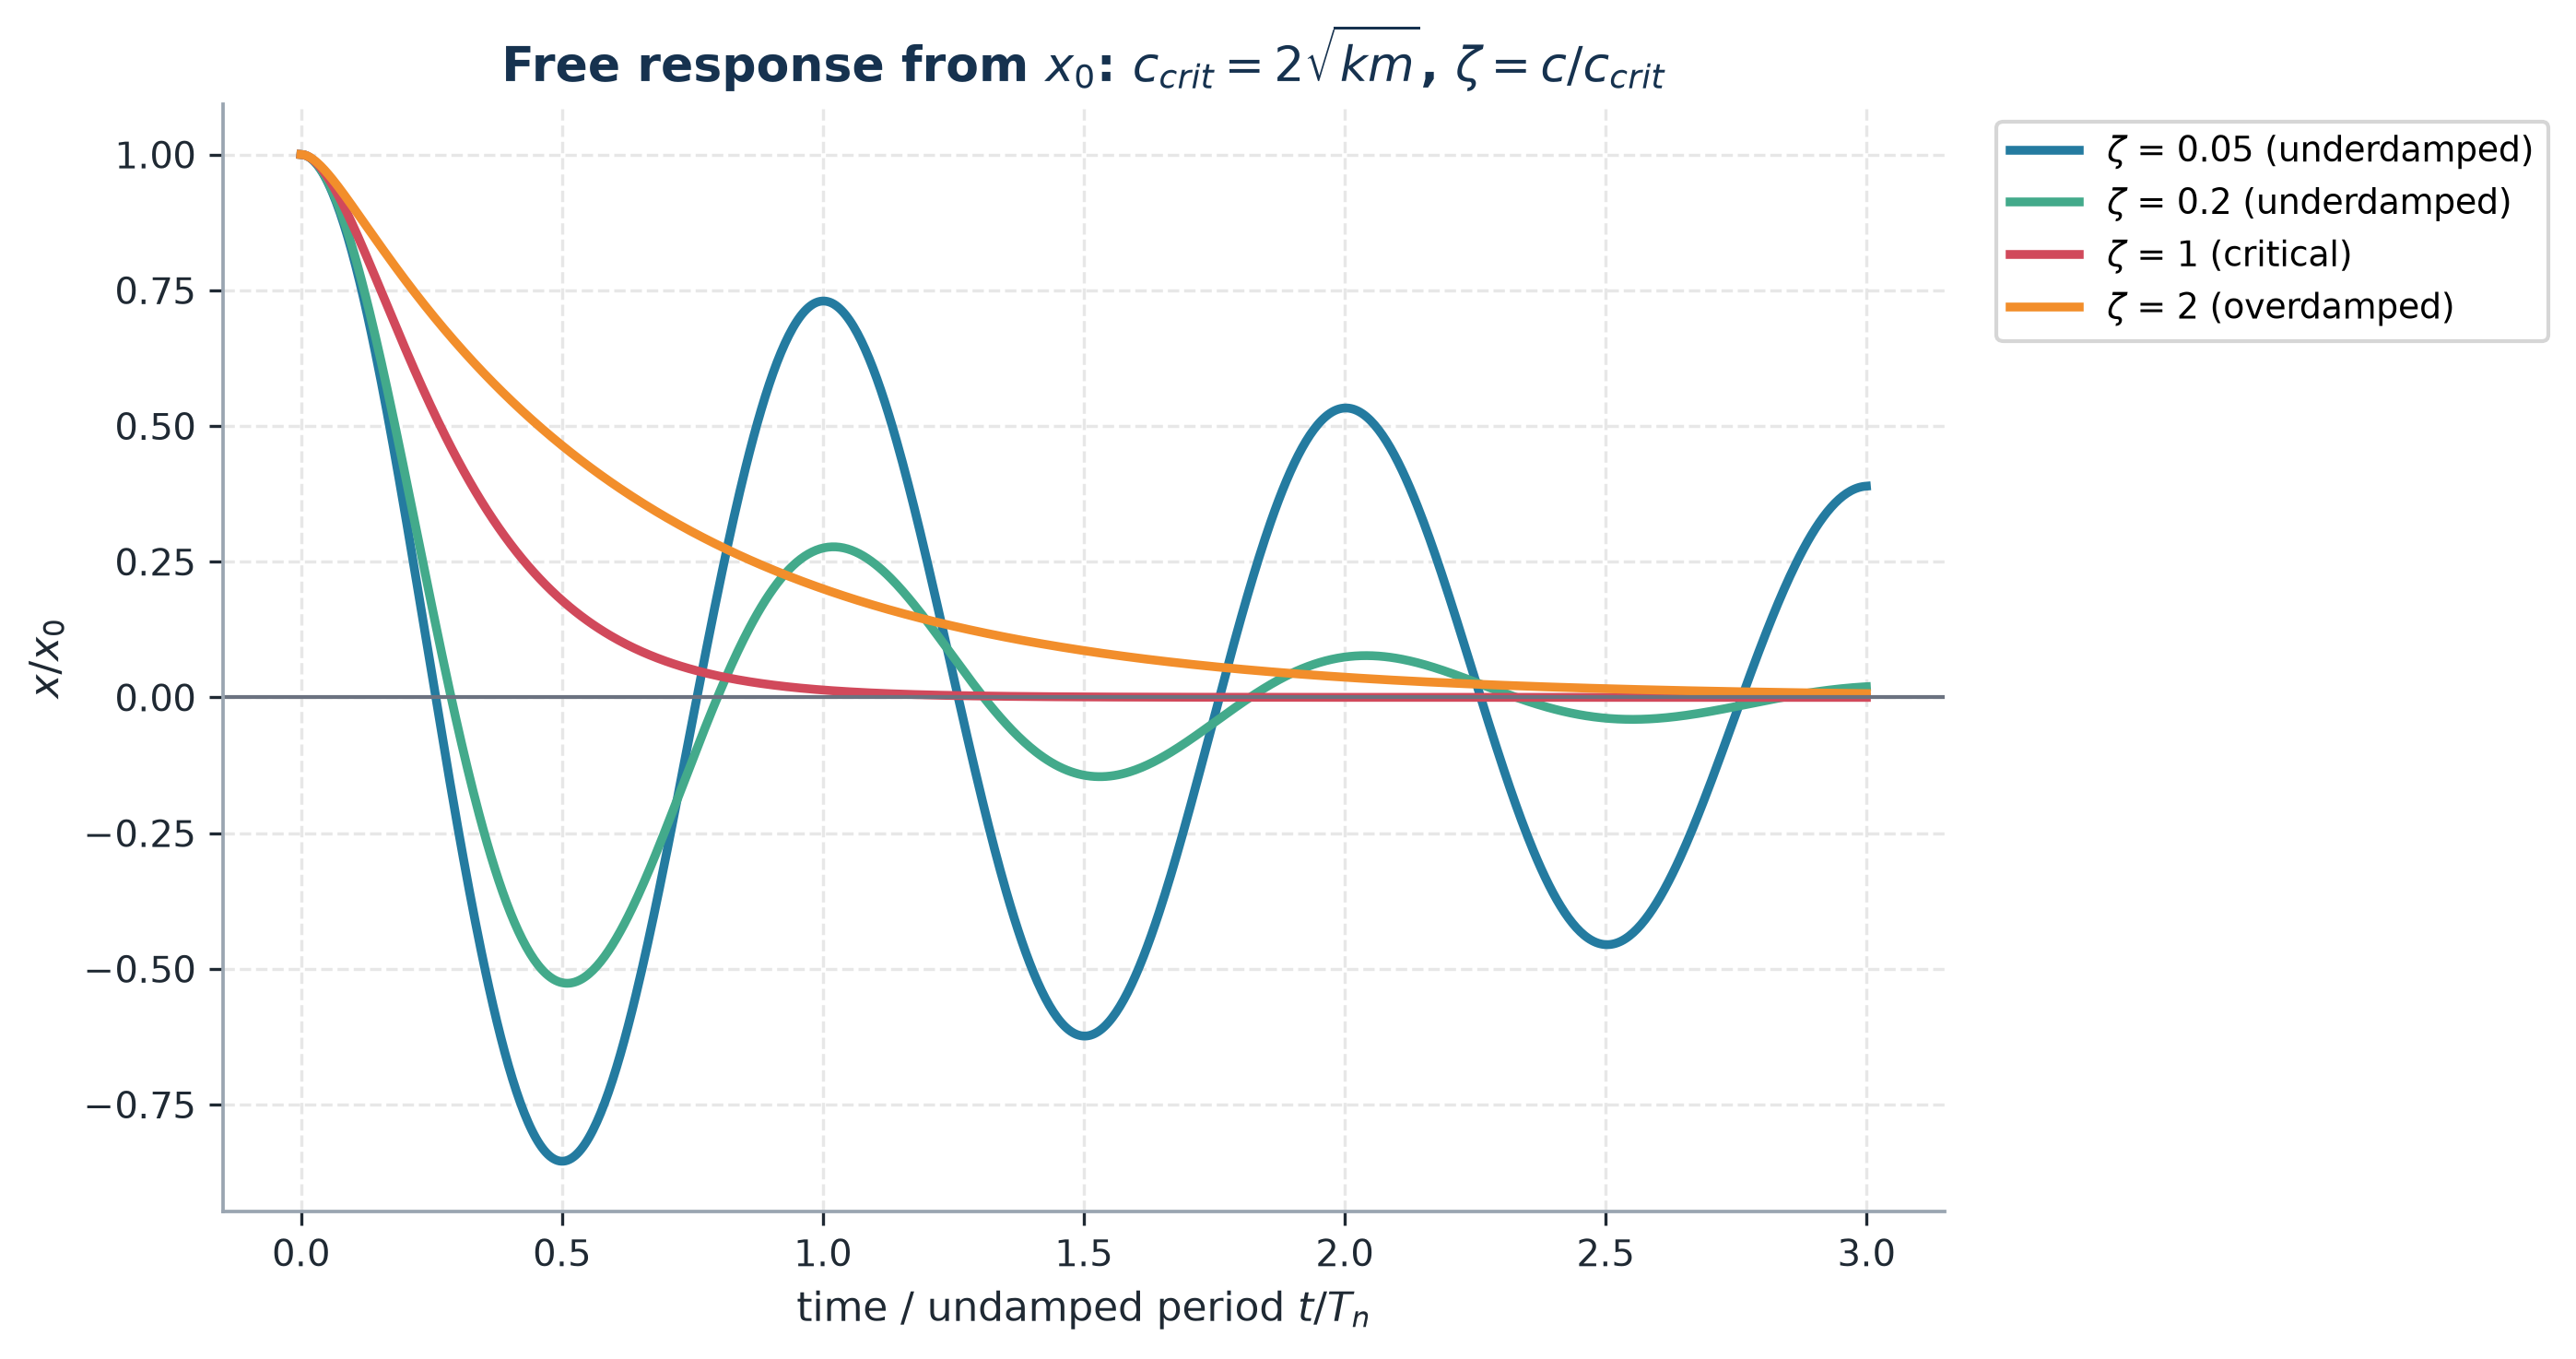 Free response from x₀: c_crit = 2√km, ζ = c/c_crit
ζ = 0.05 (underdamped)
ζ = 0.2 (underdamped)
ζ = 1 (critical)
ζ = 2 (overdamped)
x/x₀
1.00
0.75
0.50
0.25
0.00
−0.25
−0.50
−0.75
0.0 0.5 1.0 1.5 2.0 2.5 3.0
time / undamped period t/Tₙ